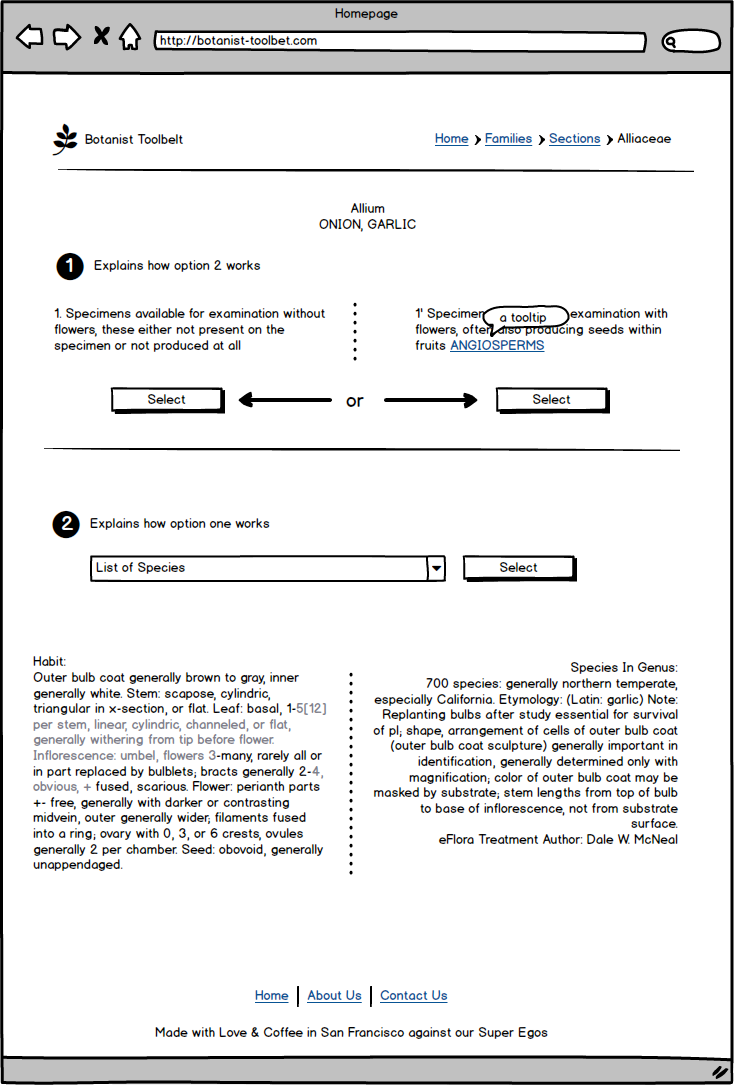 Homepage
http://botanist-toolbet.com
Botanist Toolbelt
Home Families Sections Alliaceae
Allium
ONION, GARLIC
1 Explains how option 2 works
1. Specimens available for examination without
flowers, these either not present on the
specimen or not produced at all
1' Specimen examination with
a tooltip
flowers, often also producing seeds within
fruits ANGIOSPERMS
Select
or
Select
2 Explains how option one works
List of Species
Select
Habit:
Outer bulb coat generally brown to gray, inner
generally white. Stem: scapose, cylindric,
triangular in x-section, or flat. Leaf: basal, 1-5[12]
per stem, linear, cylindric, channeled, or flat,
generally withering from tip before flower.
Inflorescence: umbel, flowers 3-many, rarely all or
in part replaced by bulblets; bracts generally 2-4,
obvious, + fused, scarious. Flower: perianth parts
+- free, generally with darker or contrasting
midvein, outer generally wider; filaments fused
into a ring; ovary with 0, 3, or 6 crests, ovules
generally 2 per chamber. Seed: obovoid, generally
unappendaged.
Species In Genus:
700 species: generally northern temperate,
especially California. Etymology: (Latin: garlic) Note:
Replanting bulbs after study essential for survival
of pl; shape, arrangement of cells of outer bulb coat
(outer bulb coat sculpture) generally important in
identification, generally determined only with
magnification; color of outer bulb coat may be
masked by substrate; stem lengths from top of bulb
to base of inflorescence, not from substrate
surface.
eFlora Treatment Author: Dale W. McNeal
Home About Us Contact Us
Made with Love & Coffee in San Francisco against our Super Egos